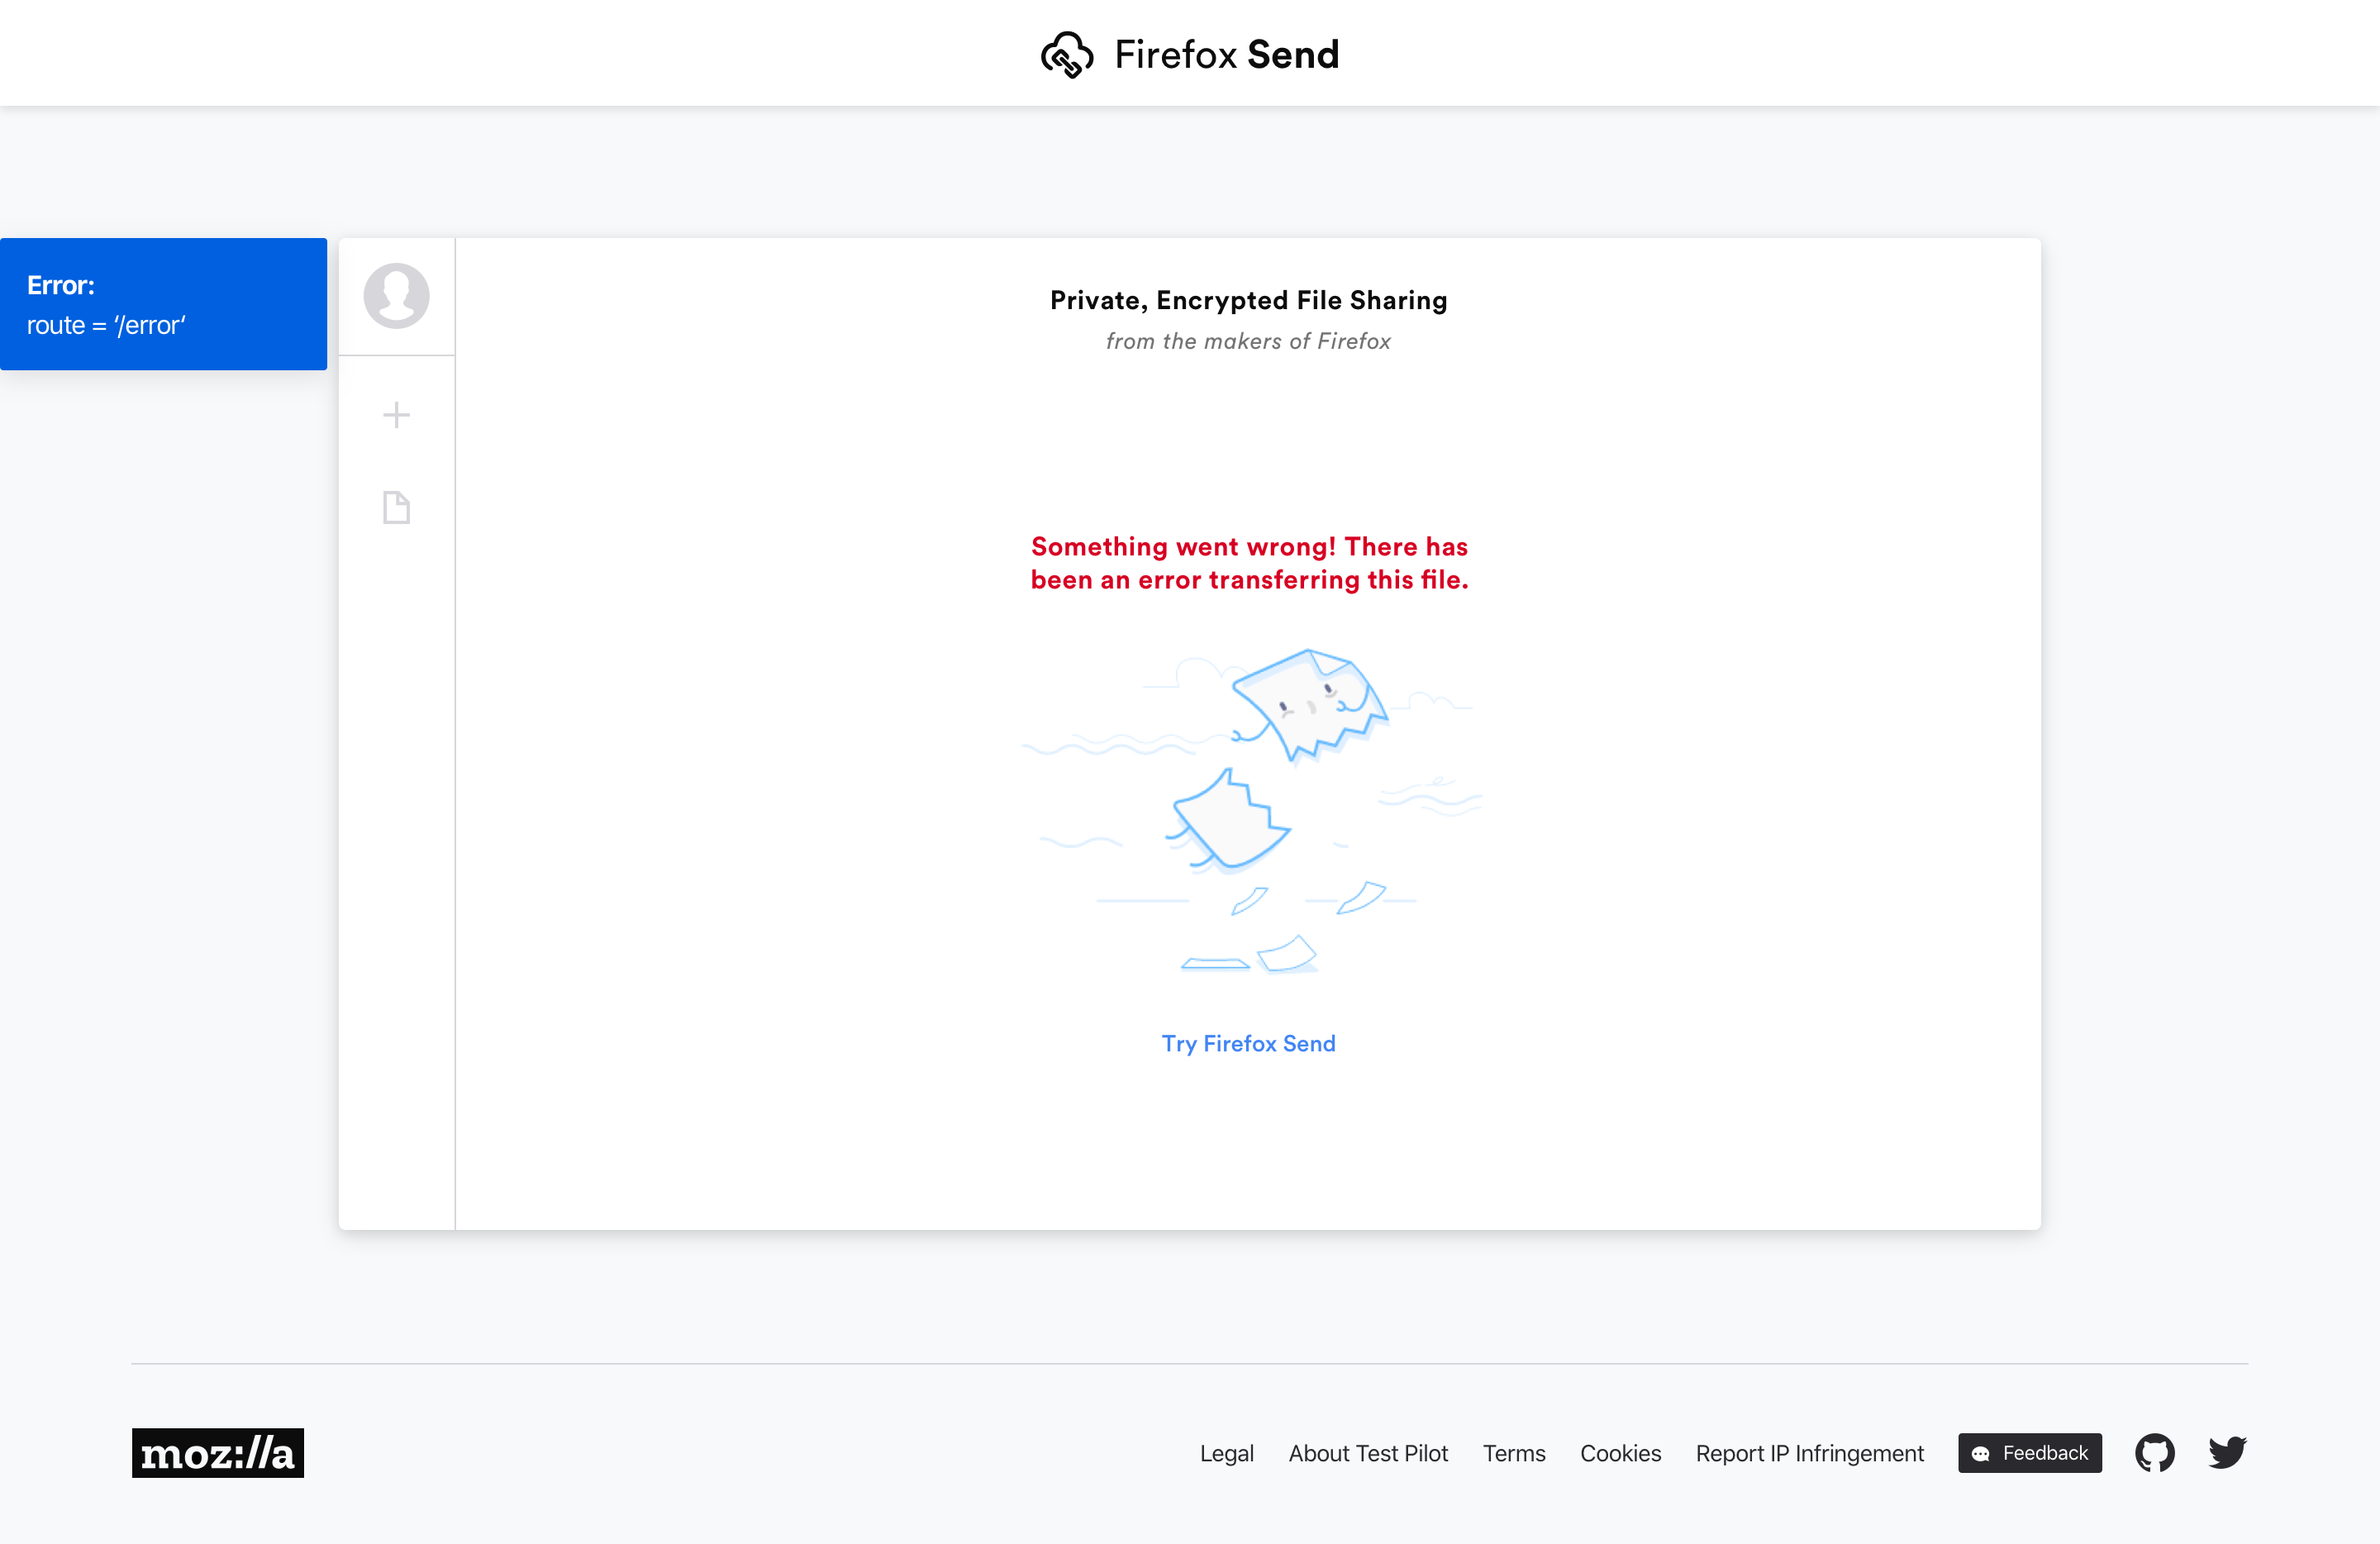 Firefox Send
Error:
route = ‘/error‘
Private, Encrypted File Sharing
from the makers of Firefox
Something went wrong! There has
been an error transferring this file.
Try Firefox Send
moz://a
Legal
About Test Pilot
Terms
Cookies
Report IP Infringement
Feedback